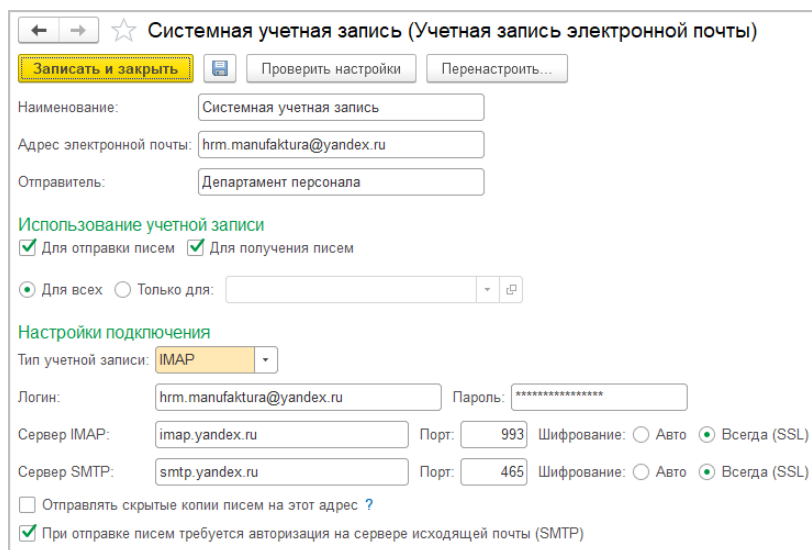 Системная учетная запись (Учетная запись электронной почты)
Записать и закрыть Проверить настройки Перенастроить...
Наименование: Системная учетная запись
Адрес электронной почты: hrm.manufaktura@yandex.ru
Отправитель: Департамент персонала
Использование учетной записи
Для отправки писем Для получения писем
Для всех Только для:
Настройки подключения
Тип учетной записи: IMAP
Логин: hrm.manufaktura@yandex.ru Пароль: ****************
Сервер IMAP: imap.yandex.ru Порт: 993 Шифрование: Авто Всегда (SSL)
Сервер SMTP: smtp.yandex.ru Порт: 465 Шифрование: Авто Всегда (SSL)
Отправлять скрытые копии писем на этот адрес ?
При отправке писем требуется авторизация на сервере исходящей почты (SMTP)